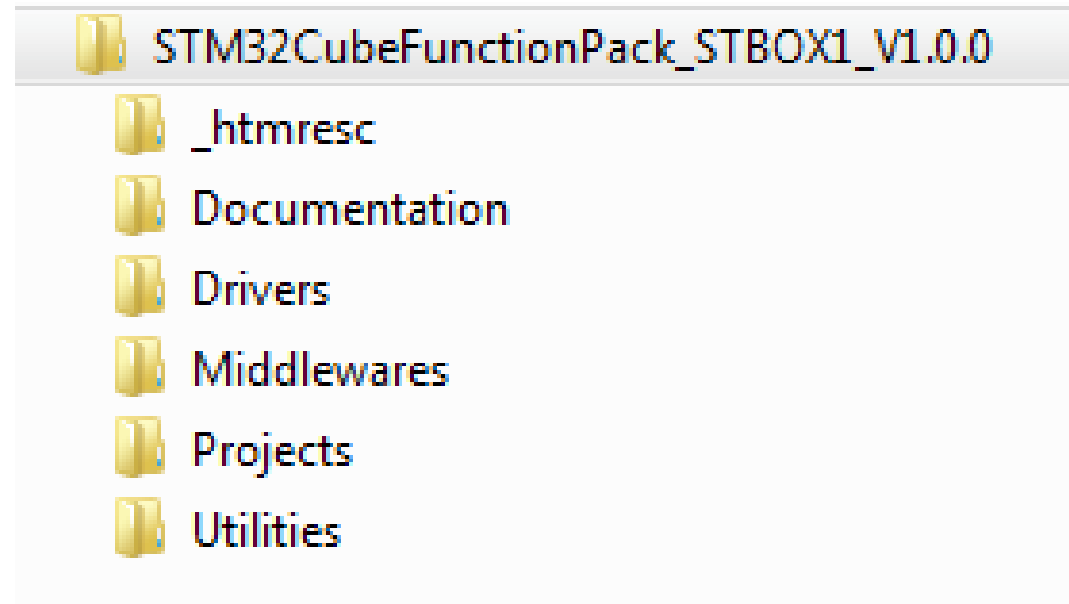 STM32CubeFunctionPack_STBOX1_V1.0.0
_htmresc
Documentation
Drivers
Middlewares
Projects
Utilities